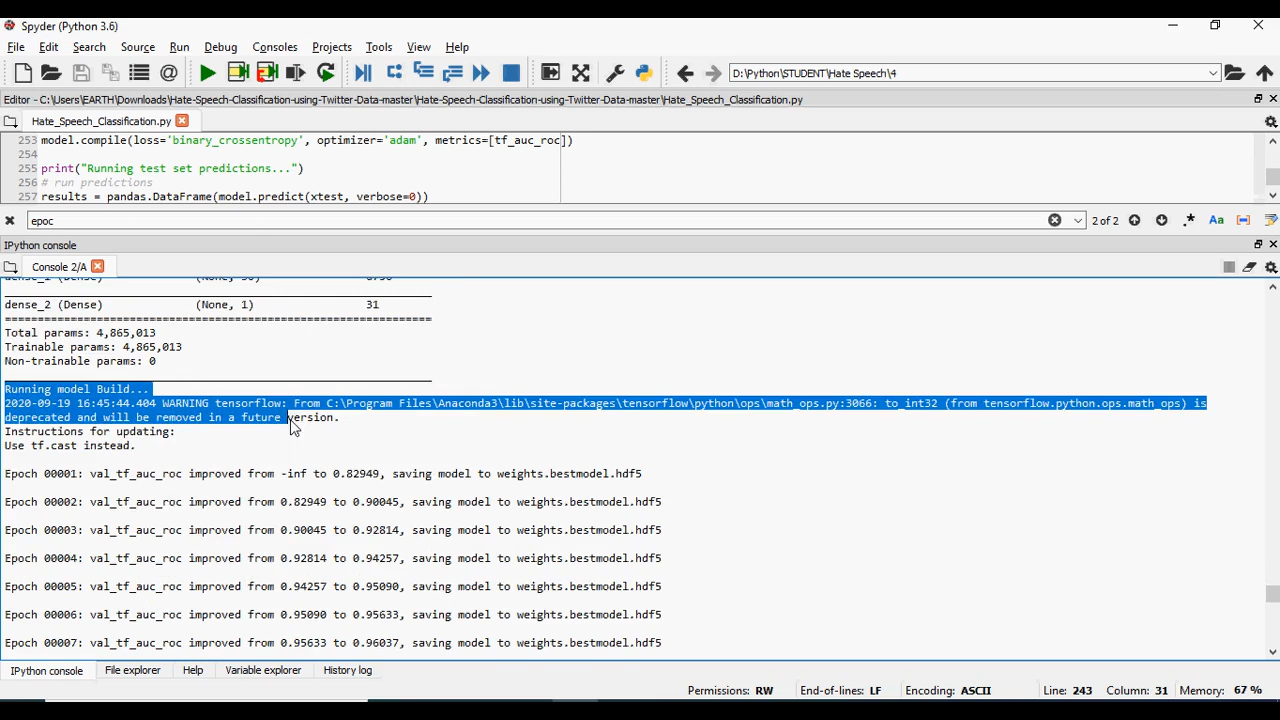 Spyder (Python 3.6)
File Edit Search Source Run Debug Consoles Projects Tools View Help
D:\Python\STUDENT\Hate Speech\4
Editor - C:\Users\EARTH\Downloads\Hate-Speech-Classification-using-Twitter-Data-master\Hate-Speech-Classification-using-Twitter-Data-master\Hate_Speech_Classification.py
Hate_Speech_Classification.py
253 model.compile(loss='binary_crossentropy', optimizer='adam', metrics=[tf_auc_roc])
254
255 print("Running test set predictions...")
256 # run predictions
257 results = pandas.DataFrame(model.predict(xtest, verbose=0))
epoc
2 of 2
Aa
IPython console
Console 2/A
dense_1 (Dense)
dense_2 (Dense) (None, 1) 31
Total params: 4,865,013
Trainable params: 4,865,013
Non-trainable params: 0
Running model Build...
2020-09-19 16:45:44.404 WARNING tensorflow: From C:\Program Files\Anaconda3\lib\site-packages\tensorflow\python\ops\math_ops.py:3066: to_int32 (from tensorflow.python.ops.math_ops) is
deprecated and will be removed in a future version.
Instructions for updating:
Use tf.cast instead.
Epoch 00001: val_tf_auc_roc improved from -inf to 0.82949, saving model to weights.bestmodel.hdf5
Epoch 00002: val_tf_auc_roc improved from 0.82949 to 0.90045, saving model to weights.bestmodel.hdf5
Epoch 00003: val_tf_auc_roc improved from 0.90045 to 0.92814, saving model to weights.bestmodel.hdf5
Epoch 00004: val_tf_auc_roc improved from 0.92814 to 0.94257, saving model to weights.bestmodel.hdf5
Epoch 00005: val_tf_auc_roc improved from 0.94257 to 0.95090, saving model to weights.bestmodel.hdf5
Epoch 00006: val_tf_auc_roc improved from 0.95090 to 0.95633, saving model to weights.bestmodel.hdf5
Epoch 00007: val_tf_auc_roc improved from 0.95633 to 0.96037, saving model to weights.bestmodel.hdf5
IPython console File explorer Help Variable explorer History log
Permissions: RW End-of-lines: LF Encoding: ASCII Line: 243 Column: 31 Memory: 67 %